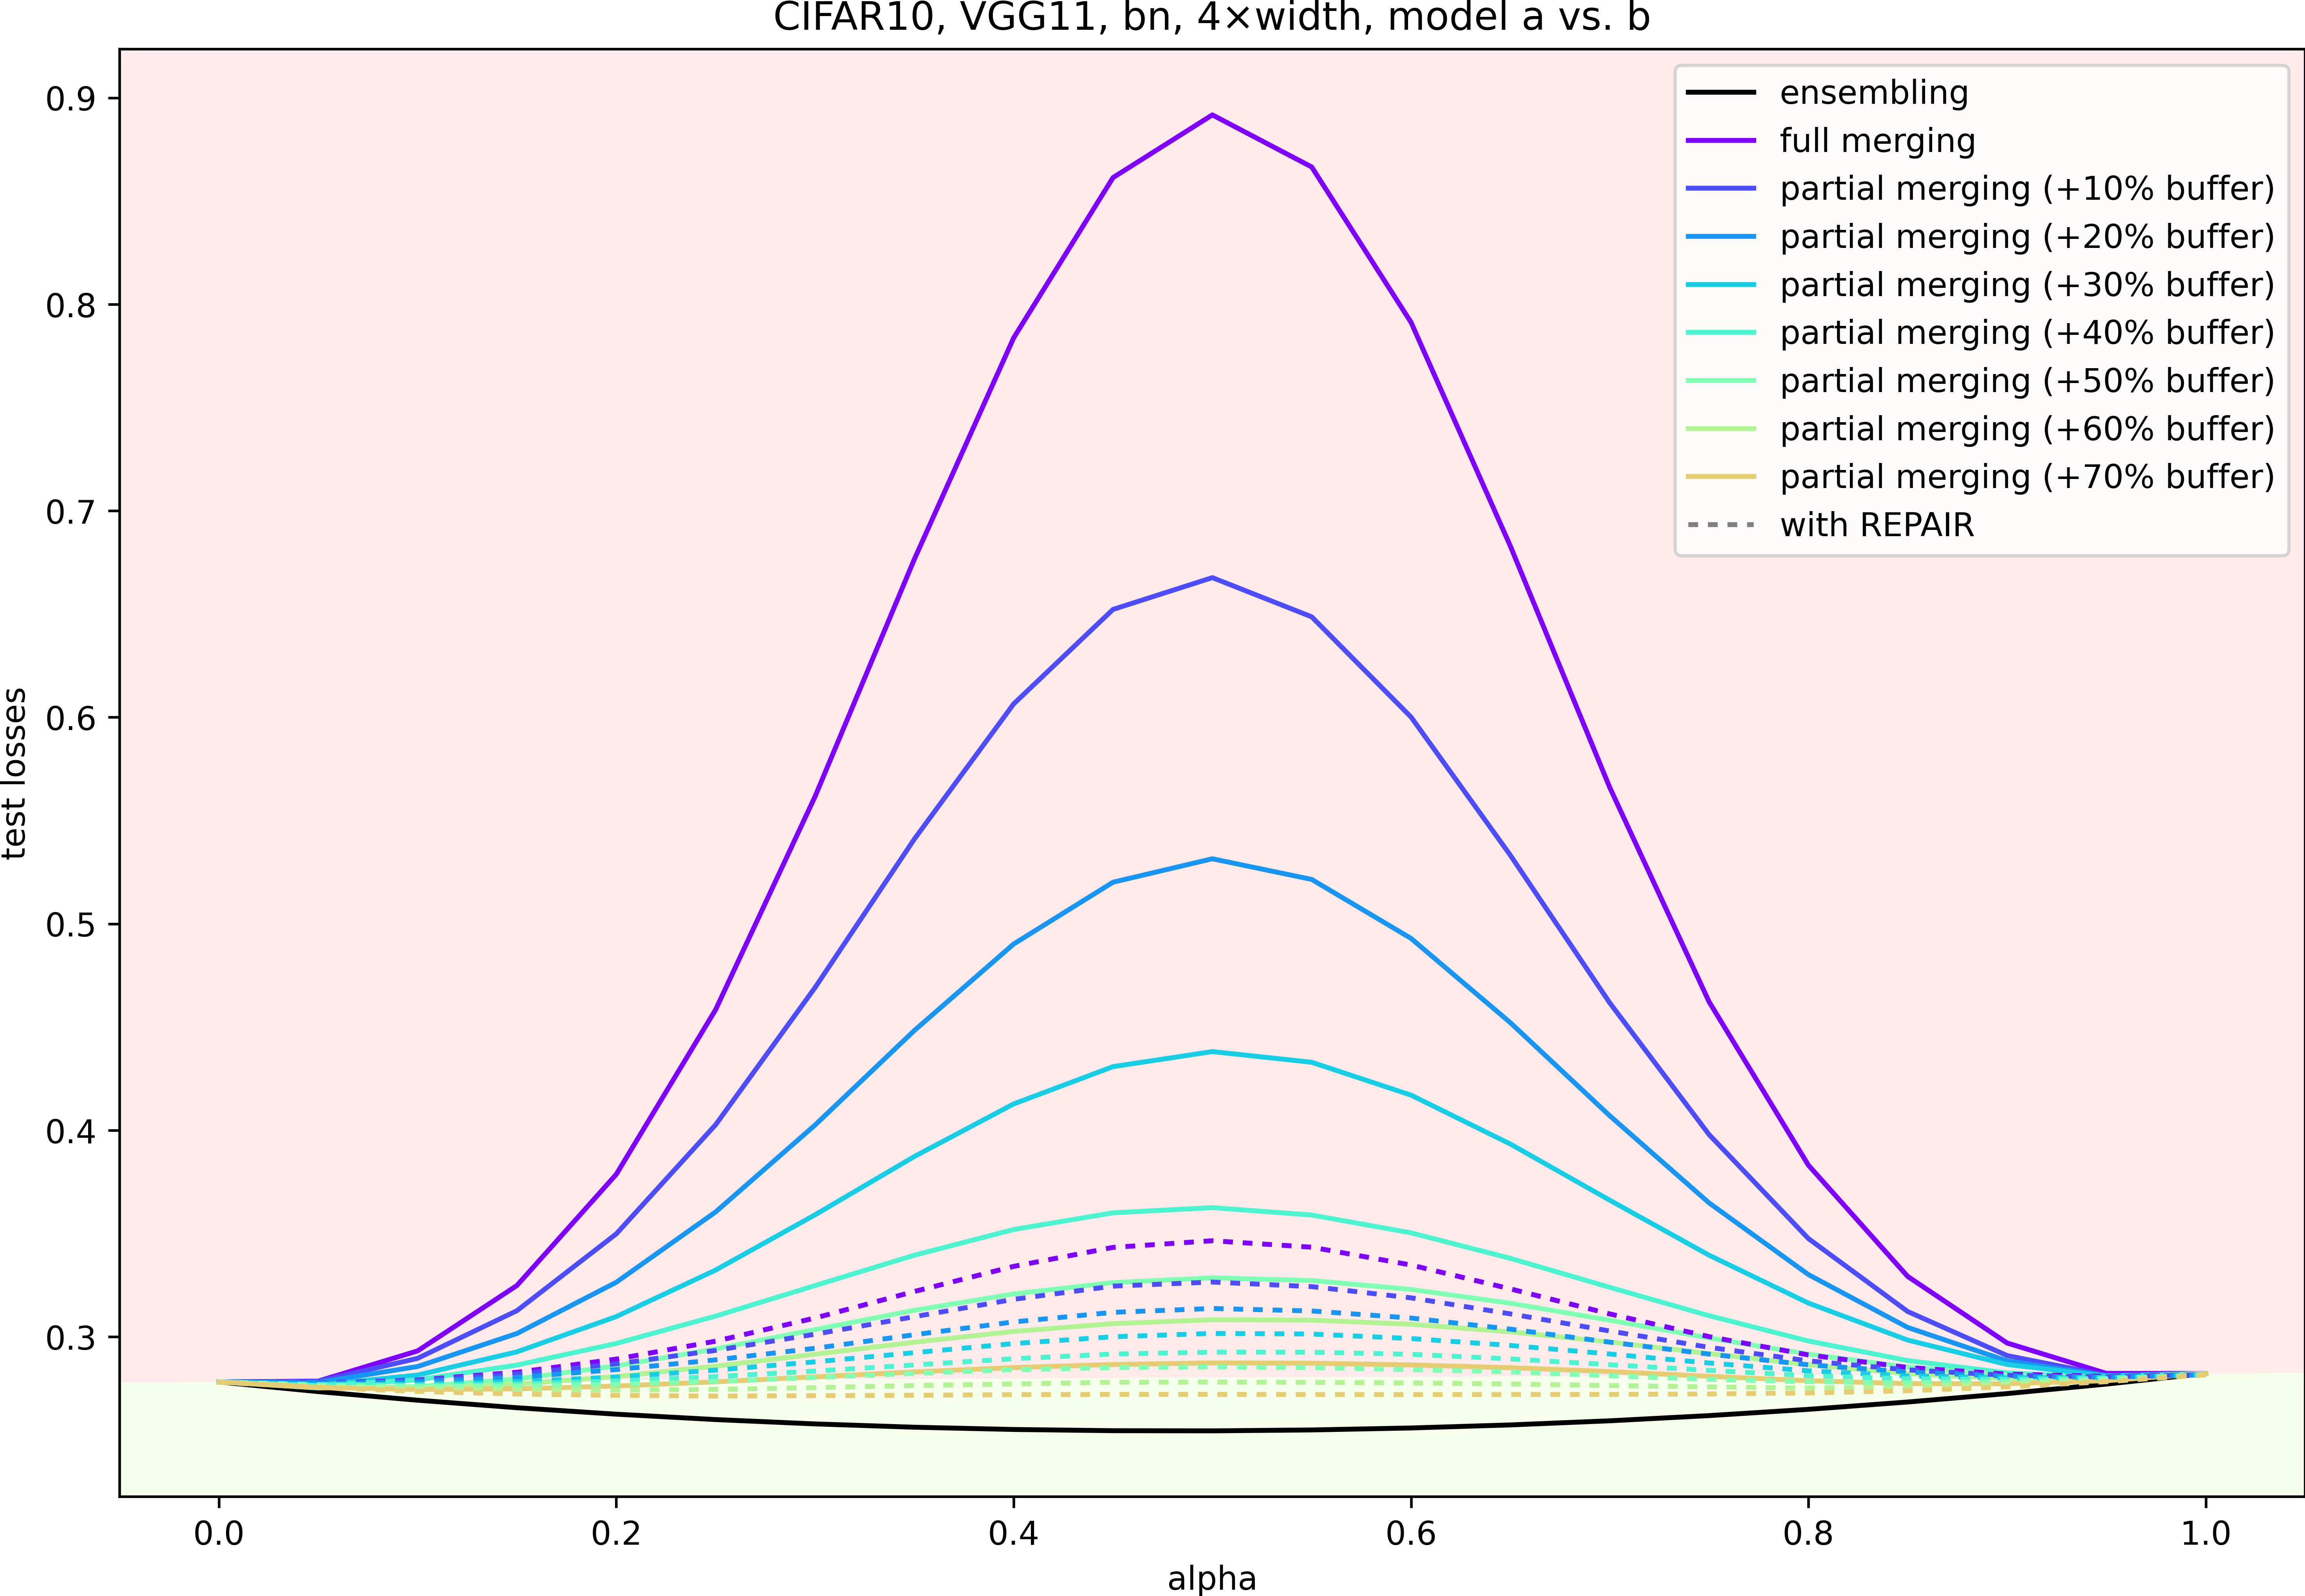 CIFAR10, VGG11, bn, 4×width, model a vs. b
0.9
0.8
0.7
0.6
0.5
0.4
0.3
test losses
ensembling
full merging
partial merging (+10% buffer)
partial merging (+20% buffer)
partial merging (+30% buffer)
partial merging (+40% buffer)
partial merging (+50% buffer)
partial merging (+60% buffer)
partial merging (+70% buffer)
with REPAIR
0.0 0.2 0.4 0.6 0.8 1.0
alpha